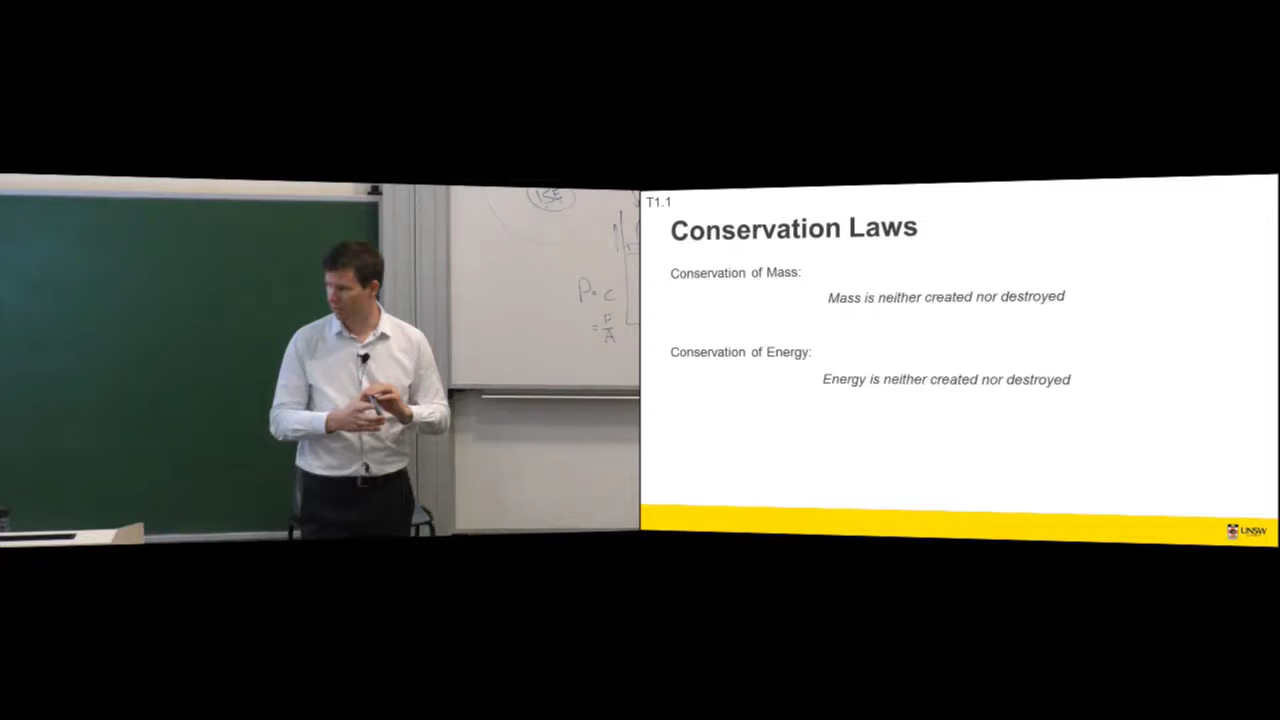 ISE
P = C
= F/A
T1.1
Conservation Laws
Conservation of Mass:
Mass is neither created nor destroyed
Conservation of Energy:
Energy is neither created nor destroyed
UNSW